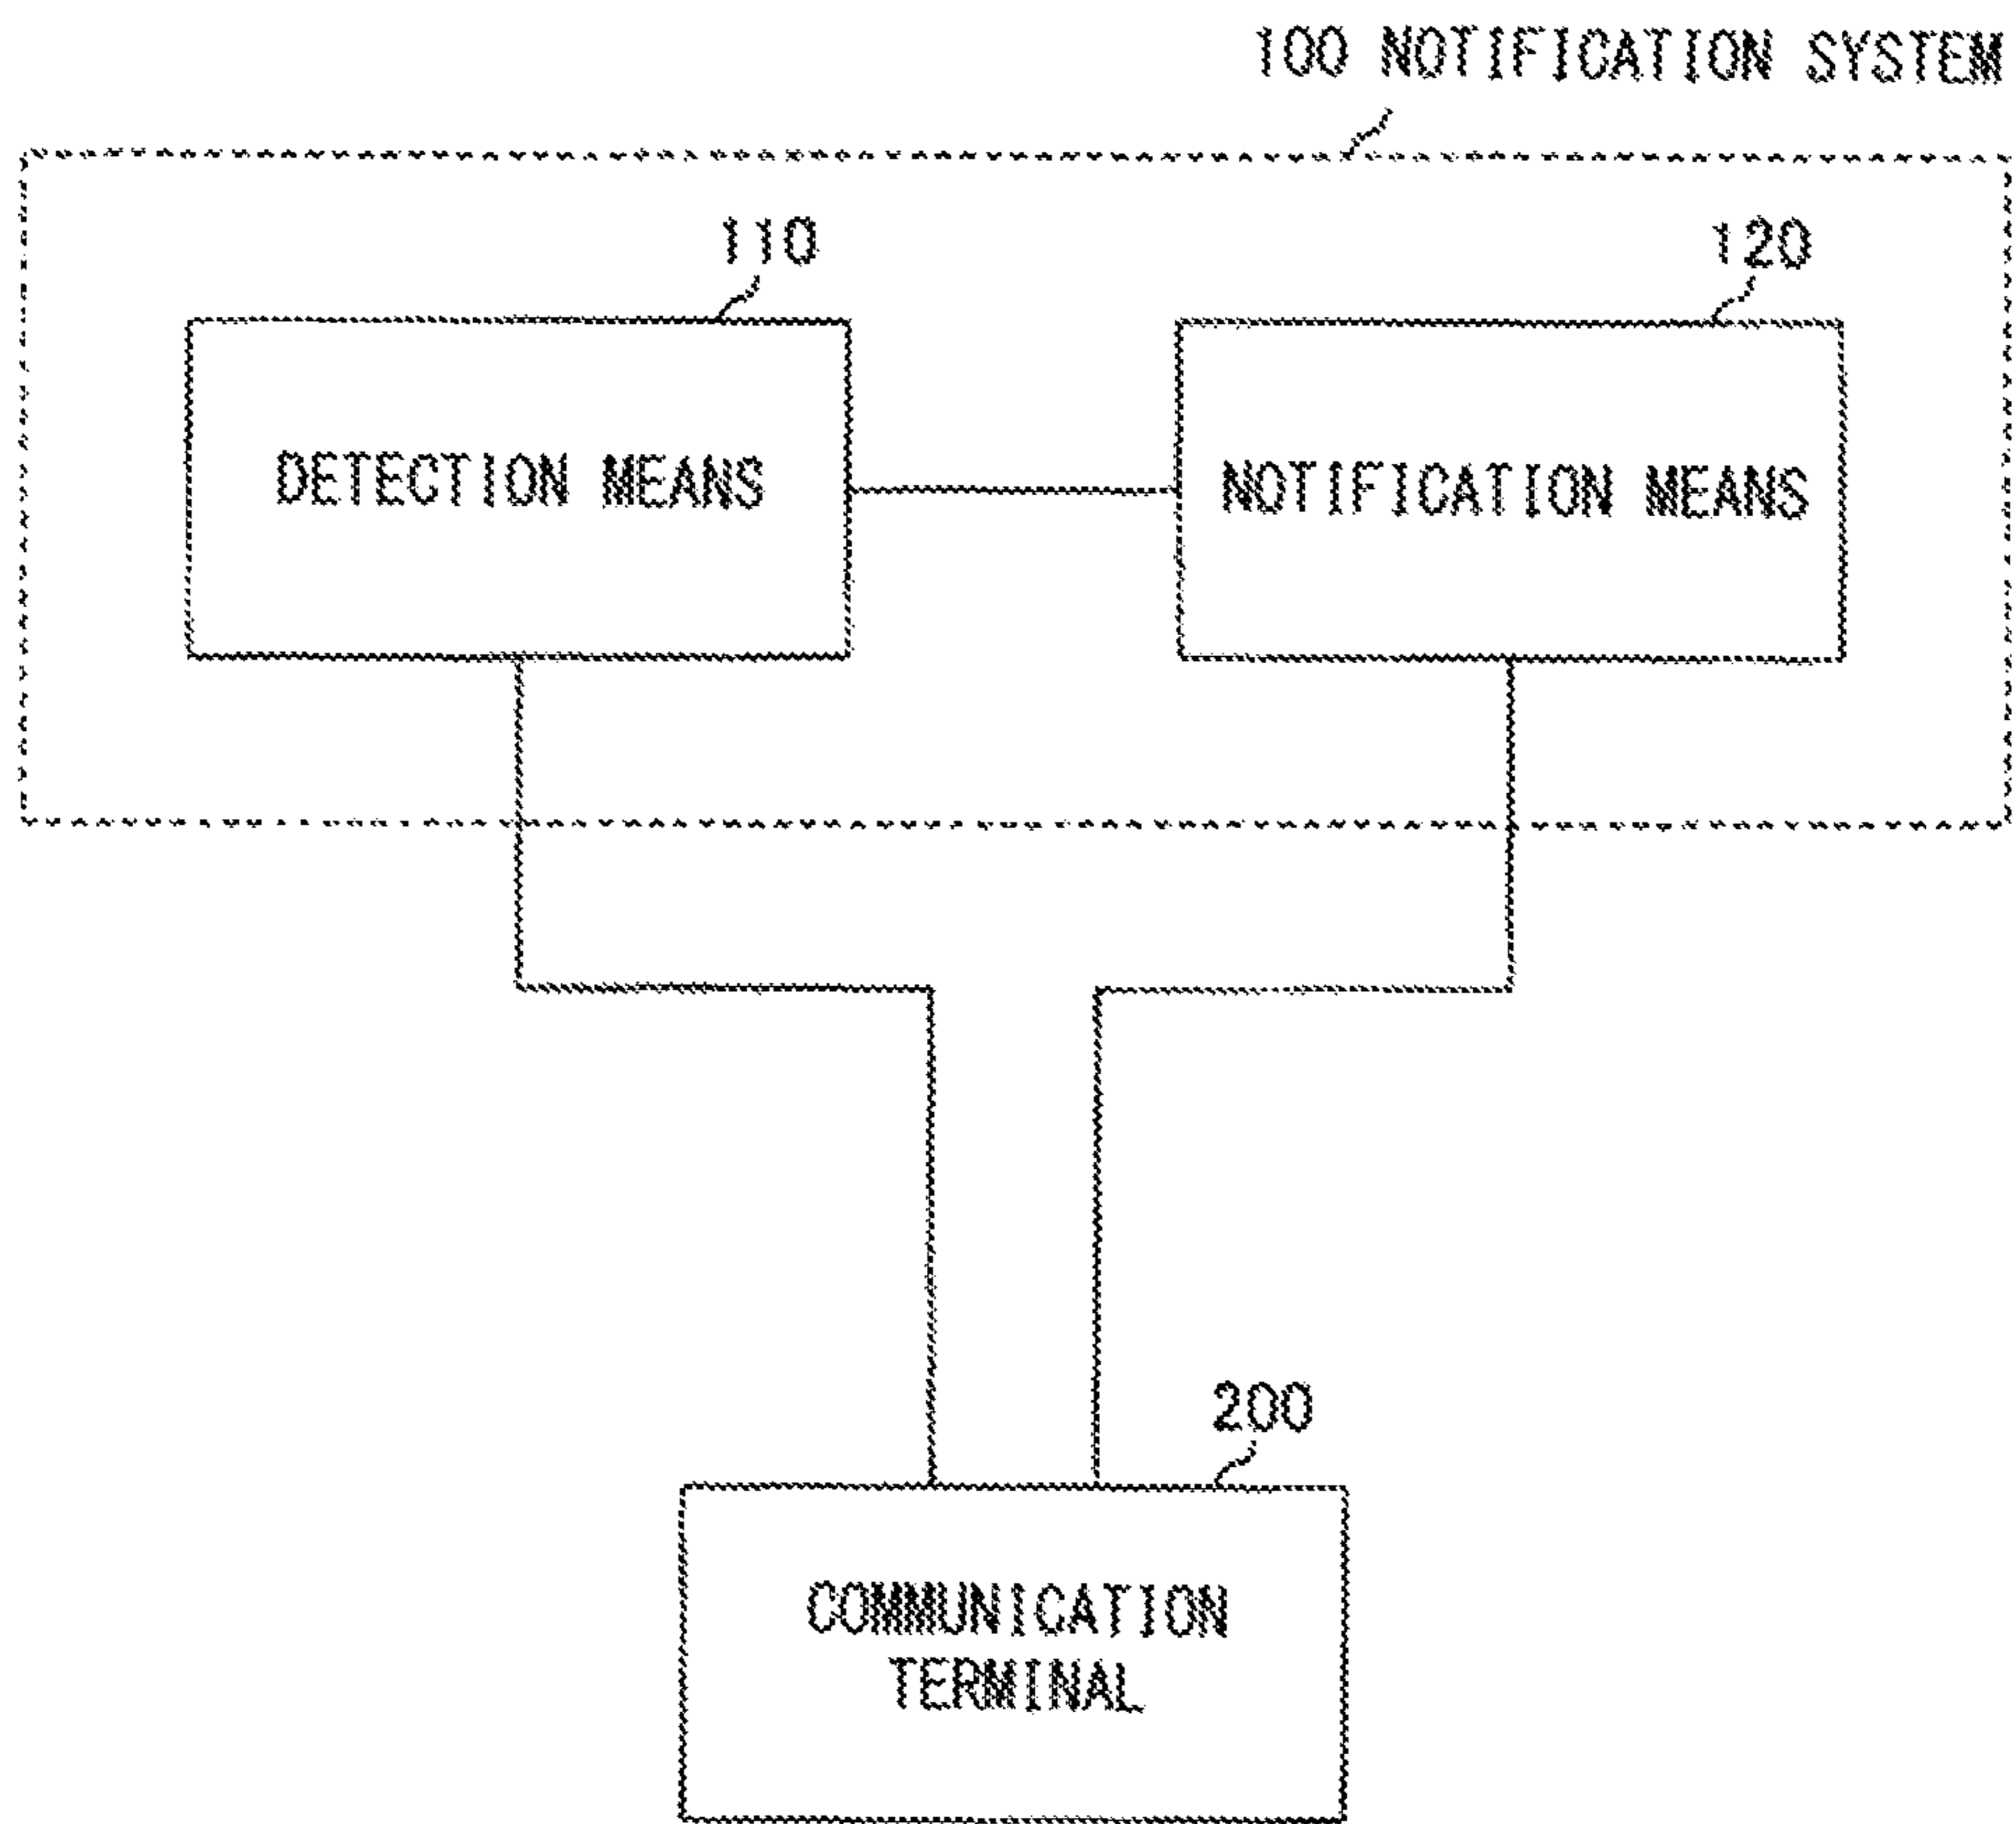 100 NOTIFICATION SYSTEM
110
120
DETECTION MEANS
NOTIFICATION MEANS
200
COMMUNICATION
TERMINAL